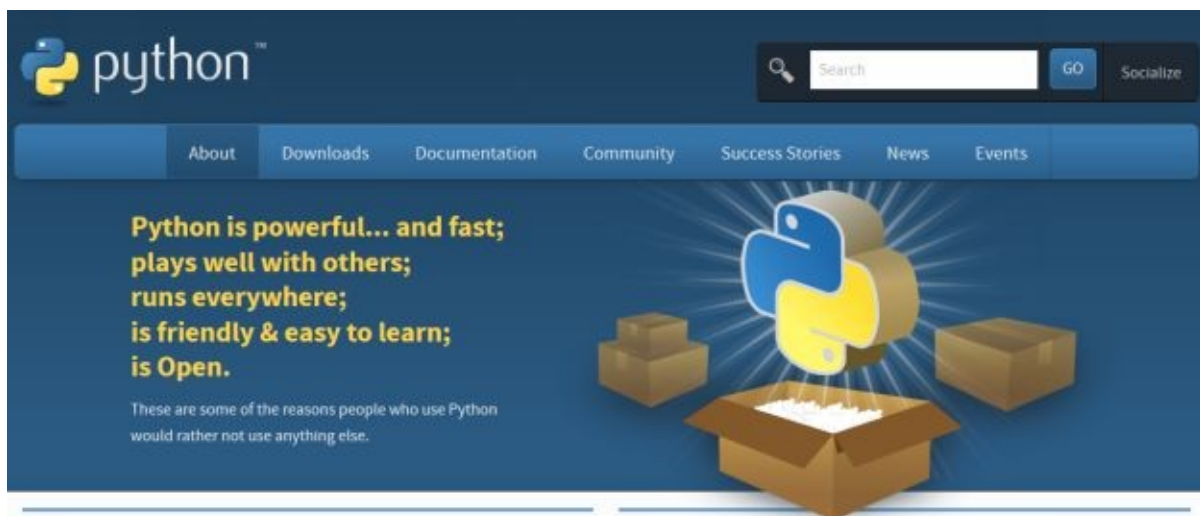 python™
Search
GO
Socialize
About Downloads Documentation Community Success Stories News Events
Python is powerful... and fast;
plays well with others;
runs everywhere;
is friendly & easy to learn;
is Open.
These are some of the reasons people who use Python
would rather not use anything else.